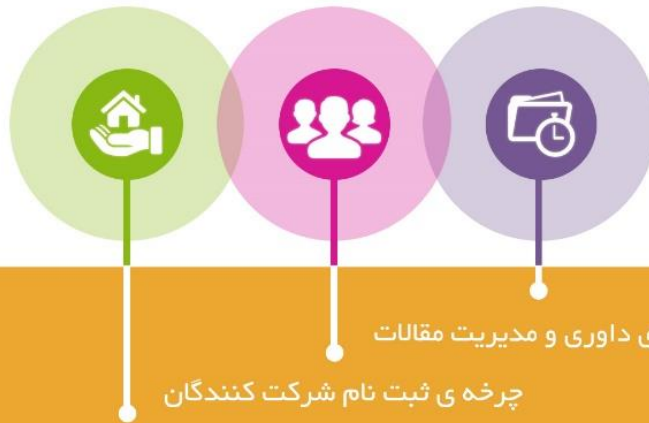 داوری و مدیریت مقالات
چرخه ی ثبت نام شرکت کنندگان